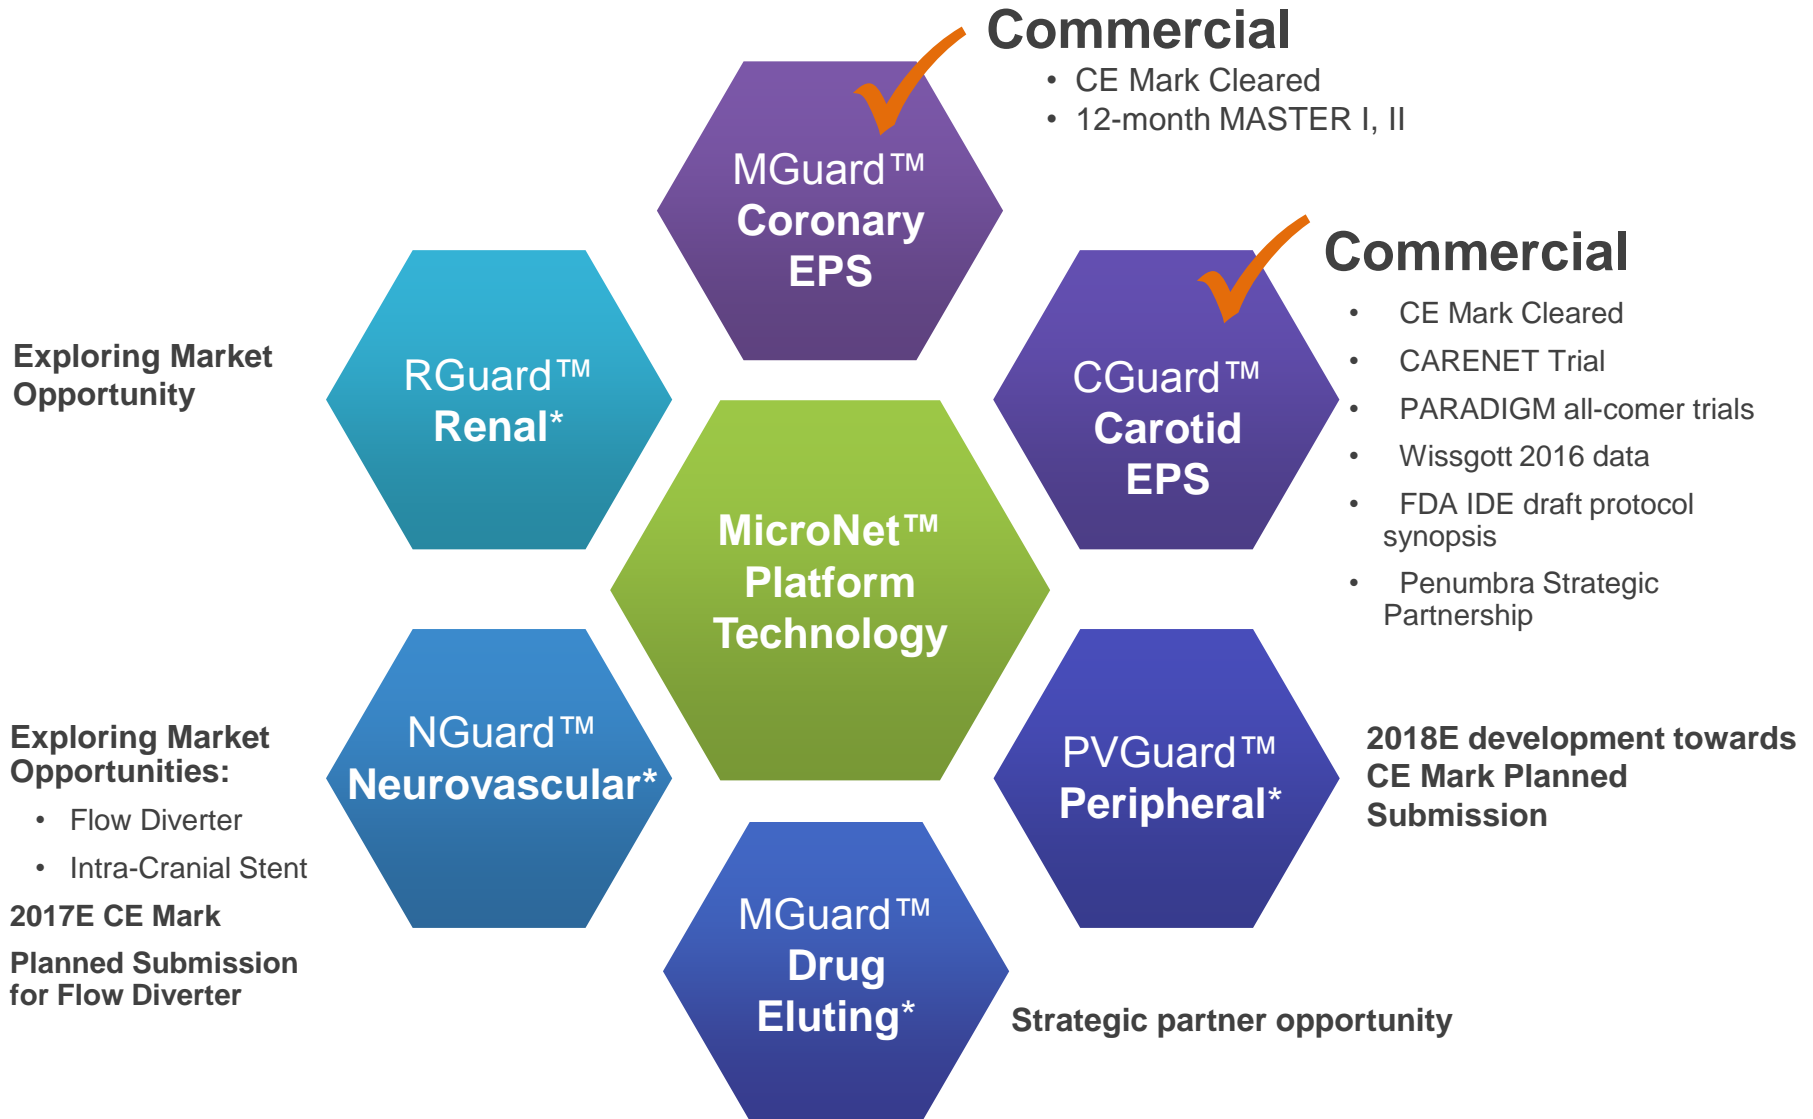 Commercial
• CE Mark Cleared
• 12-month MASTER I, II
MGuard™
Coronary
EPS
Commercial
• CE Mark Cleared
• CARENET Trial
• PARADIGM all-comer trials
• Wissgott 2016 data
• FDA IDE draft protocol
synopsis
• Penumbra Strategic
Partnership
CGuard™
Carotid
EPS
Exploring Market
Opportunity
RGuard™
Renal*
MicroNet™
Platform
Technology
Exploring Market
Opportunities:
• Flow Diverter
• Intra-Cranial Stent
2017E CE Mark
Planned Submission
for Flow Diverter
NGuard™
Neurovascular*
PVGuard™
Peripheral*
2018E development towards
CE Mark Planned
Submission
MGuard™
Drug
Eluting*
Strategic partner opportunity